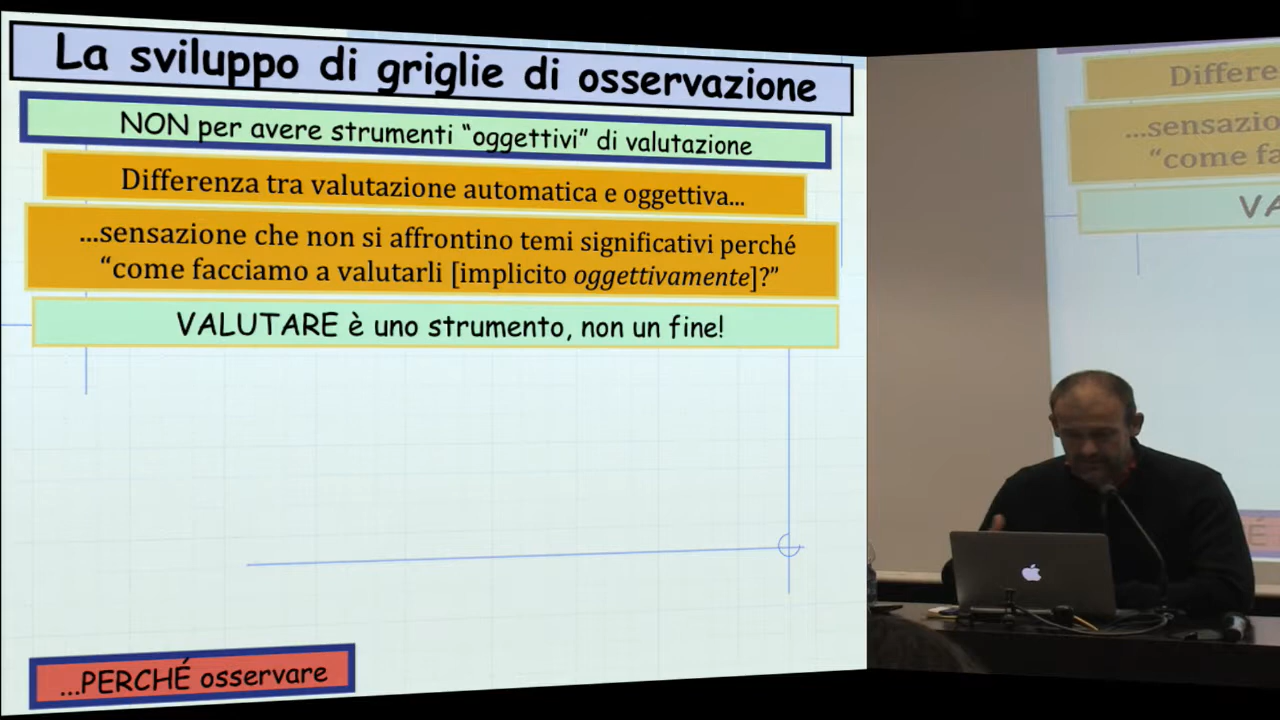 La sviluppo di griglie di osservazione
NON per avere strumenti “oggettivi” di valutazione
Differenza tra valutazione automatica e oggettiva...
...sensazione che non si affrontino temi significativi perché
“come facciamo a valutarli [implicito oggettivamente]?”
VALUTARE è uno strumento, non un fine!
...PERCHÉ osservare
Differe
...sensazio
“come fa
VA